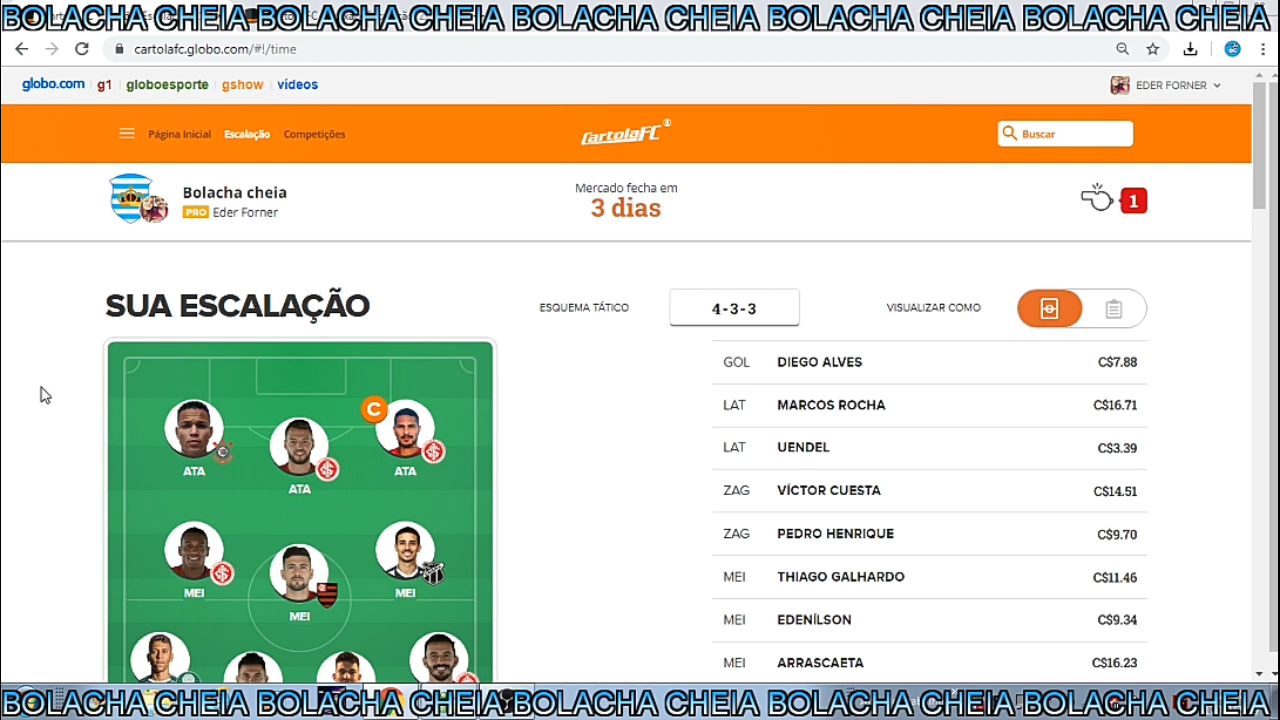 BOLACHA CHEIA BOLACHA CHEIA BOLACHA CHEIA BOLACHA CHEIA BOLACHA CHEIA
cartolafc.globo.com/#!/time
globo.com g1 globoesporte gshow vídeos EDER FORNER
Página Inicial Escalação Competições CartolaFC Buscar
Bolacha cheia
PRO Eder Forner
Mercado fecha em
3 dias
1
SUA ESCALAÇÃO
ESQUEMA TÁTICO 4-3-3 VISUALIZAR COMO
C
ATA ATA ATA
MEI MEI MEI
GOL DIEGO ALVES C$7.88
LAT MARCOS ROCHA C$16.71
LAT UENDEL C$3.39
ZAG VÍCTOR CUESTA C$14.51
ZAG PEDRO HENRIQUE C$9.70
MEI THIAGO GALHARDO C$11.46
MEI EDENÍLSON C$9.34
MEI ARRASCAETA C$16.23
BOLACHA CHEIA BOLACHA CHEIA BOLACHA CHEIA BOLACHA CHEIA BOLACHA CHEIA